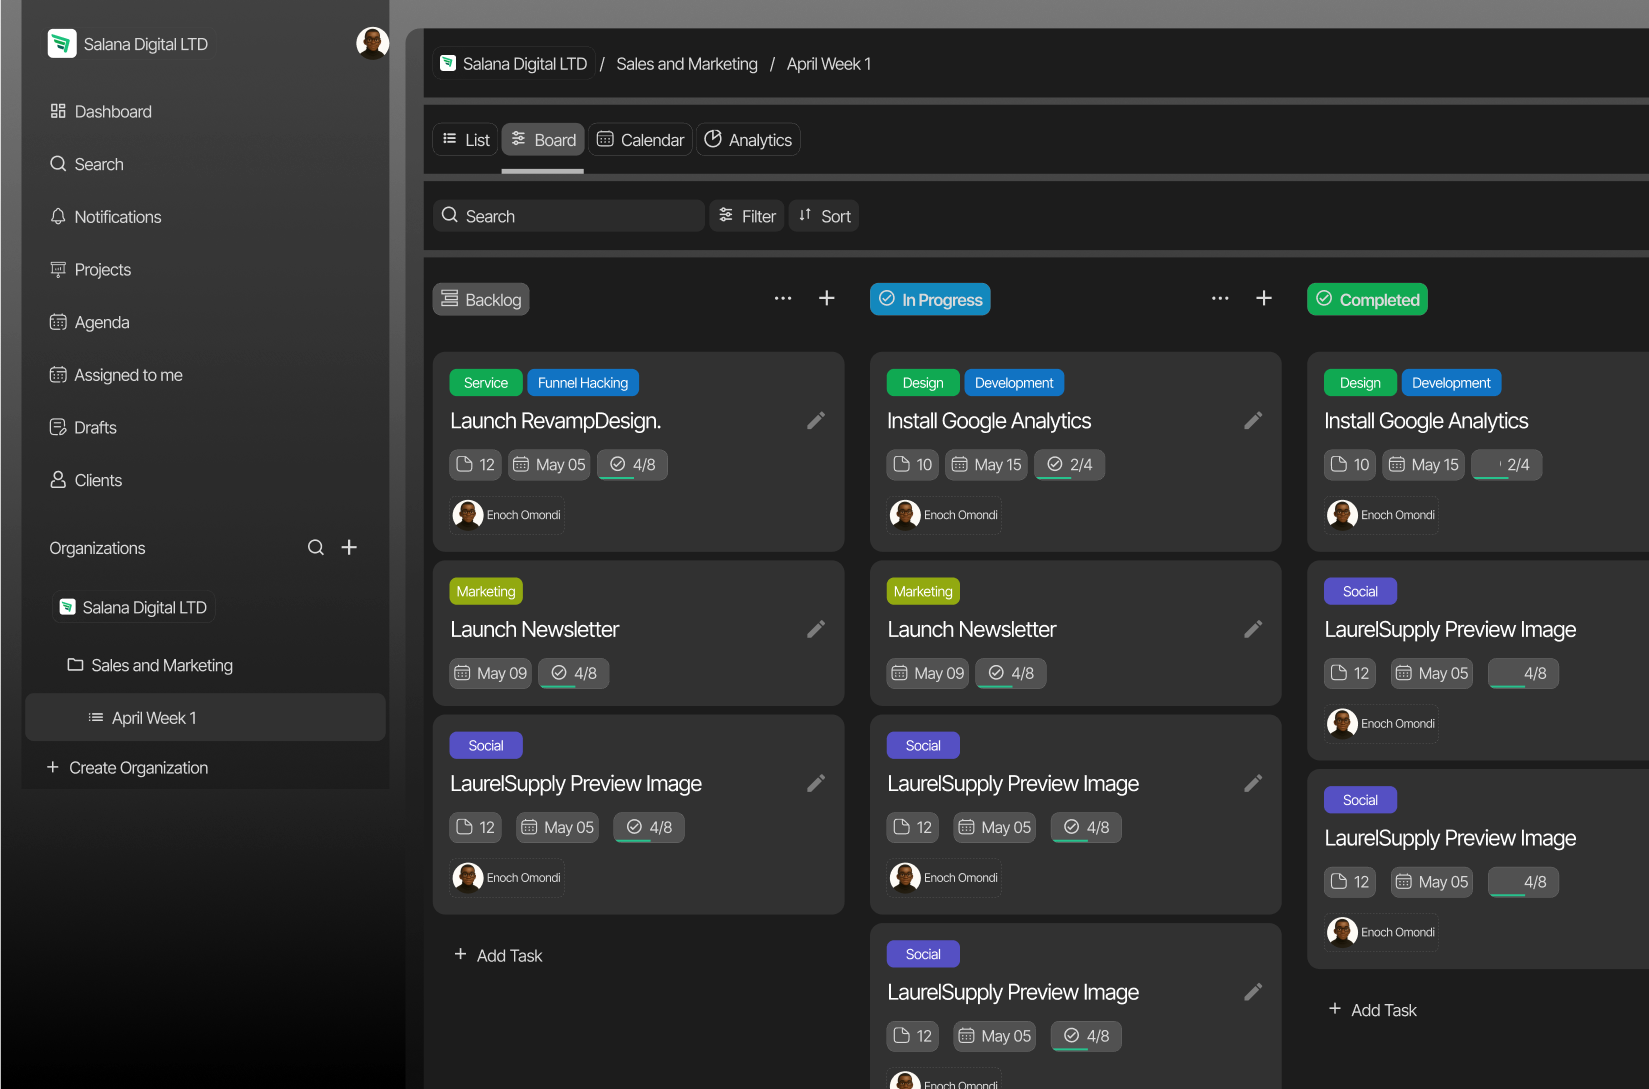 Salana Digital LTD
Dashboard
Search
Notifications
Projects
Agenda
Assigned to me
Drafts
Clients
Organizations
Salana Digital LTD
Sales and Marketing
April Week 1
Create Organization
Salana Digital LTD / Sales and Marketing / April Week 1
List Board Calendar Analytics
Search Filter Sort
Backlog
Service Funnel Hacking
Launch RevampDesign.
12 May 05 4/8
Enoch Omondi
Marketing
Launch Newsletter
May 09 4/8
Social
LaurelSupply Preview Image
12 May 05 4/8
Enoch Omondi
+ Add Task
In Progress
Design Development
Install Google Analytics
10 May 15 2/4
Enoch Omondi
Marketing
Launch Newsletter
May 09 4/8
Social
LaurelSupply Preview Image
12 May 05 4/8
Enoch Omondi
Social
LaurelSupply Preview Image
12 May 05 4/8
Enoch Omondi
Completed
Design Development
Install Google Analytics
10 May 15 2/4
Enoch Omondi
Social
LaurelSupply Preview Image
12 May 05 4/8
Enoch Omondi
Social
LaurelSupply Preview Image
12 May 05 4/8
Enoch Omondi
+ Add Task